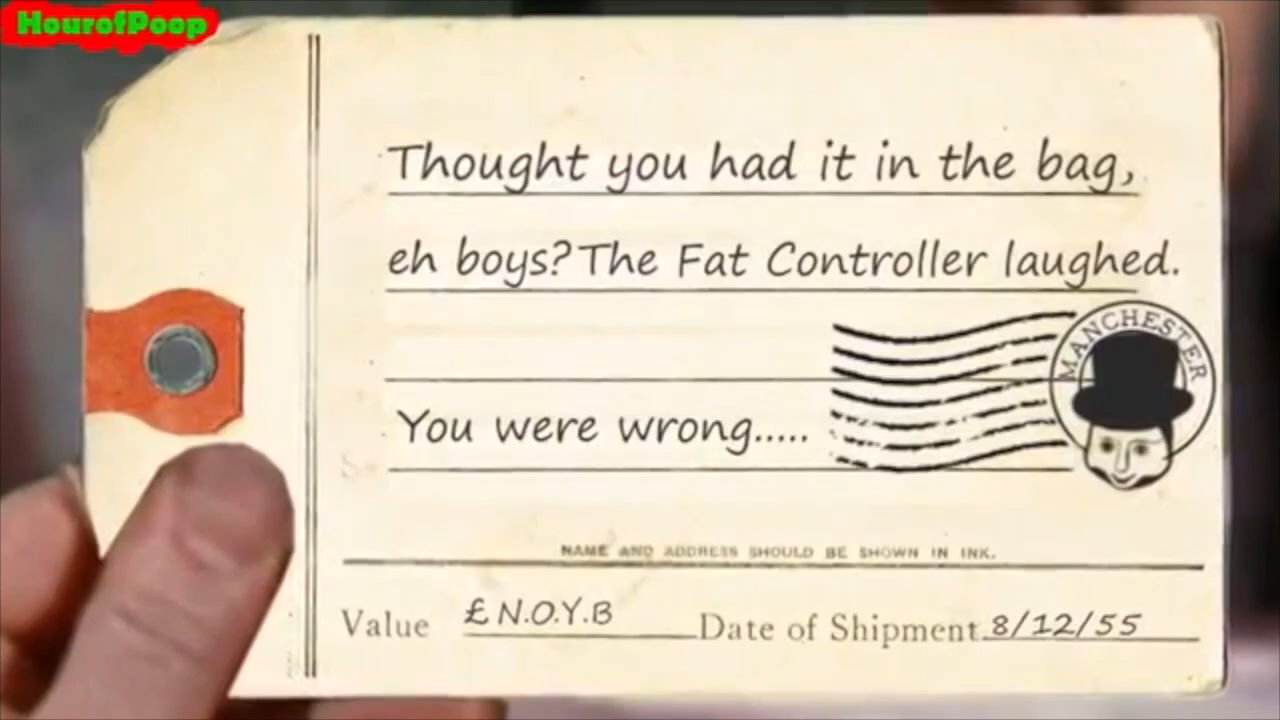 HourofPoop
Thought you had it in the bag,
eh boys? The Fat Controller laughed.
MANCHESTER
You were wrong.....
NAME AND ADDRESS SHOULD BE SHOWN IN INK.
Value £N.O.Y.B Date of Shipment 8/12/55